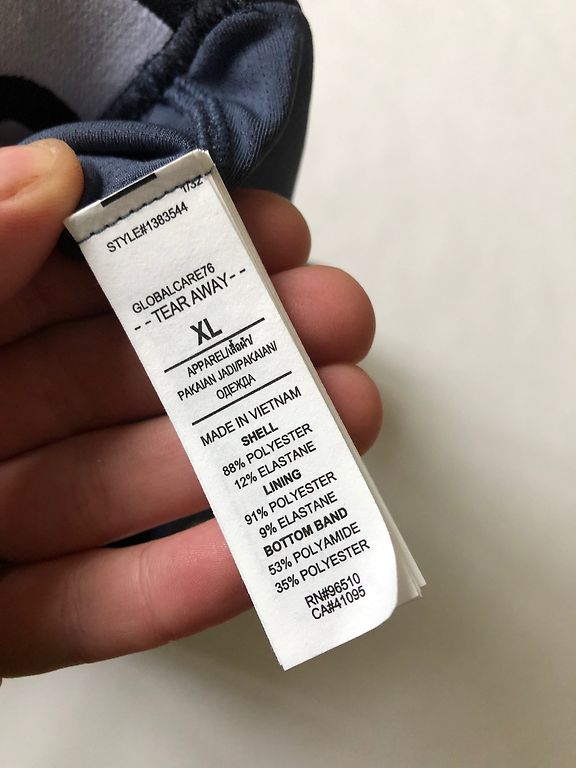 1/32
STYLE#1383544
GLOBALCARE76
--TEAR AWAY--
XL
APPAREL/เสื้อผ้า/
PAKAIAN JADI/PAKAIAN/
ОДЕЖДА
MADE IN VIETNAM
SHELL
88% POLYESTER
12% ELASTANE
LINING
91% POLYESTER
9% ELASTANE
BOTTOM BAND
53% POLYAMIDE
35% POLYESTER
RN#96510
CA#41095